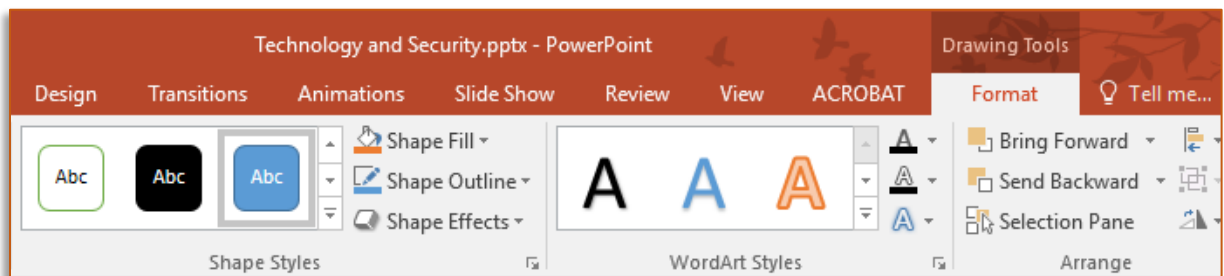 Technology and Security.pptx - PowerPoint
Drawing Tools
Design Transitions Animations Slide Show Review View ACROBAT Format Tell me...
Abc Abc Abc Shape Fill A A A A Bring Forward
Shape Outline A Send Backward
Shape Effects A Selection Pane
Shape Styles WordArt Styles Arrange